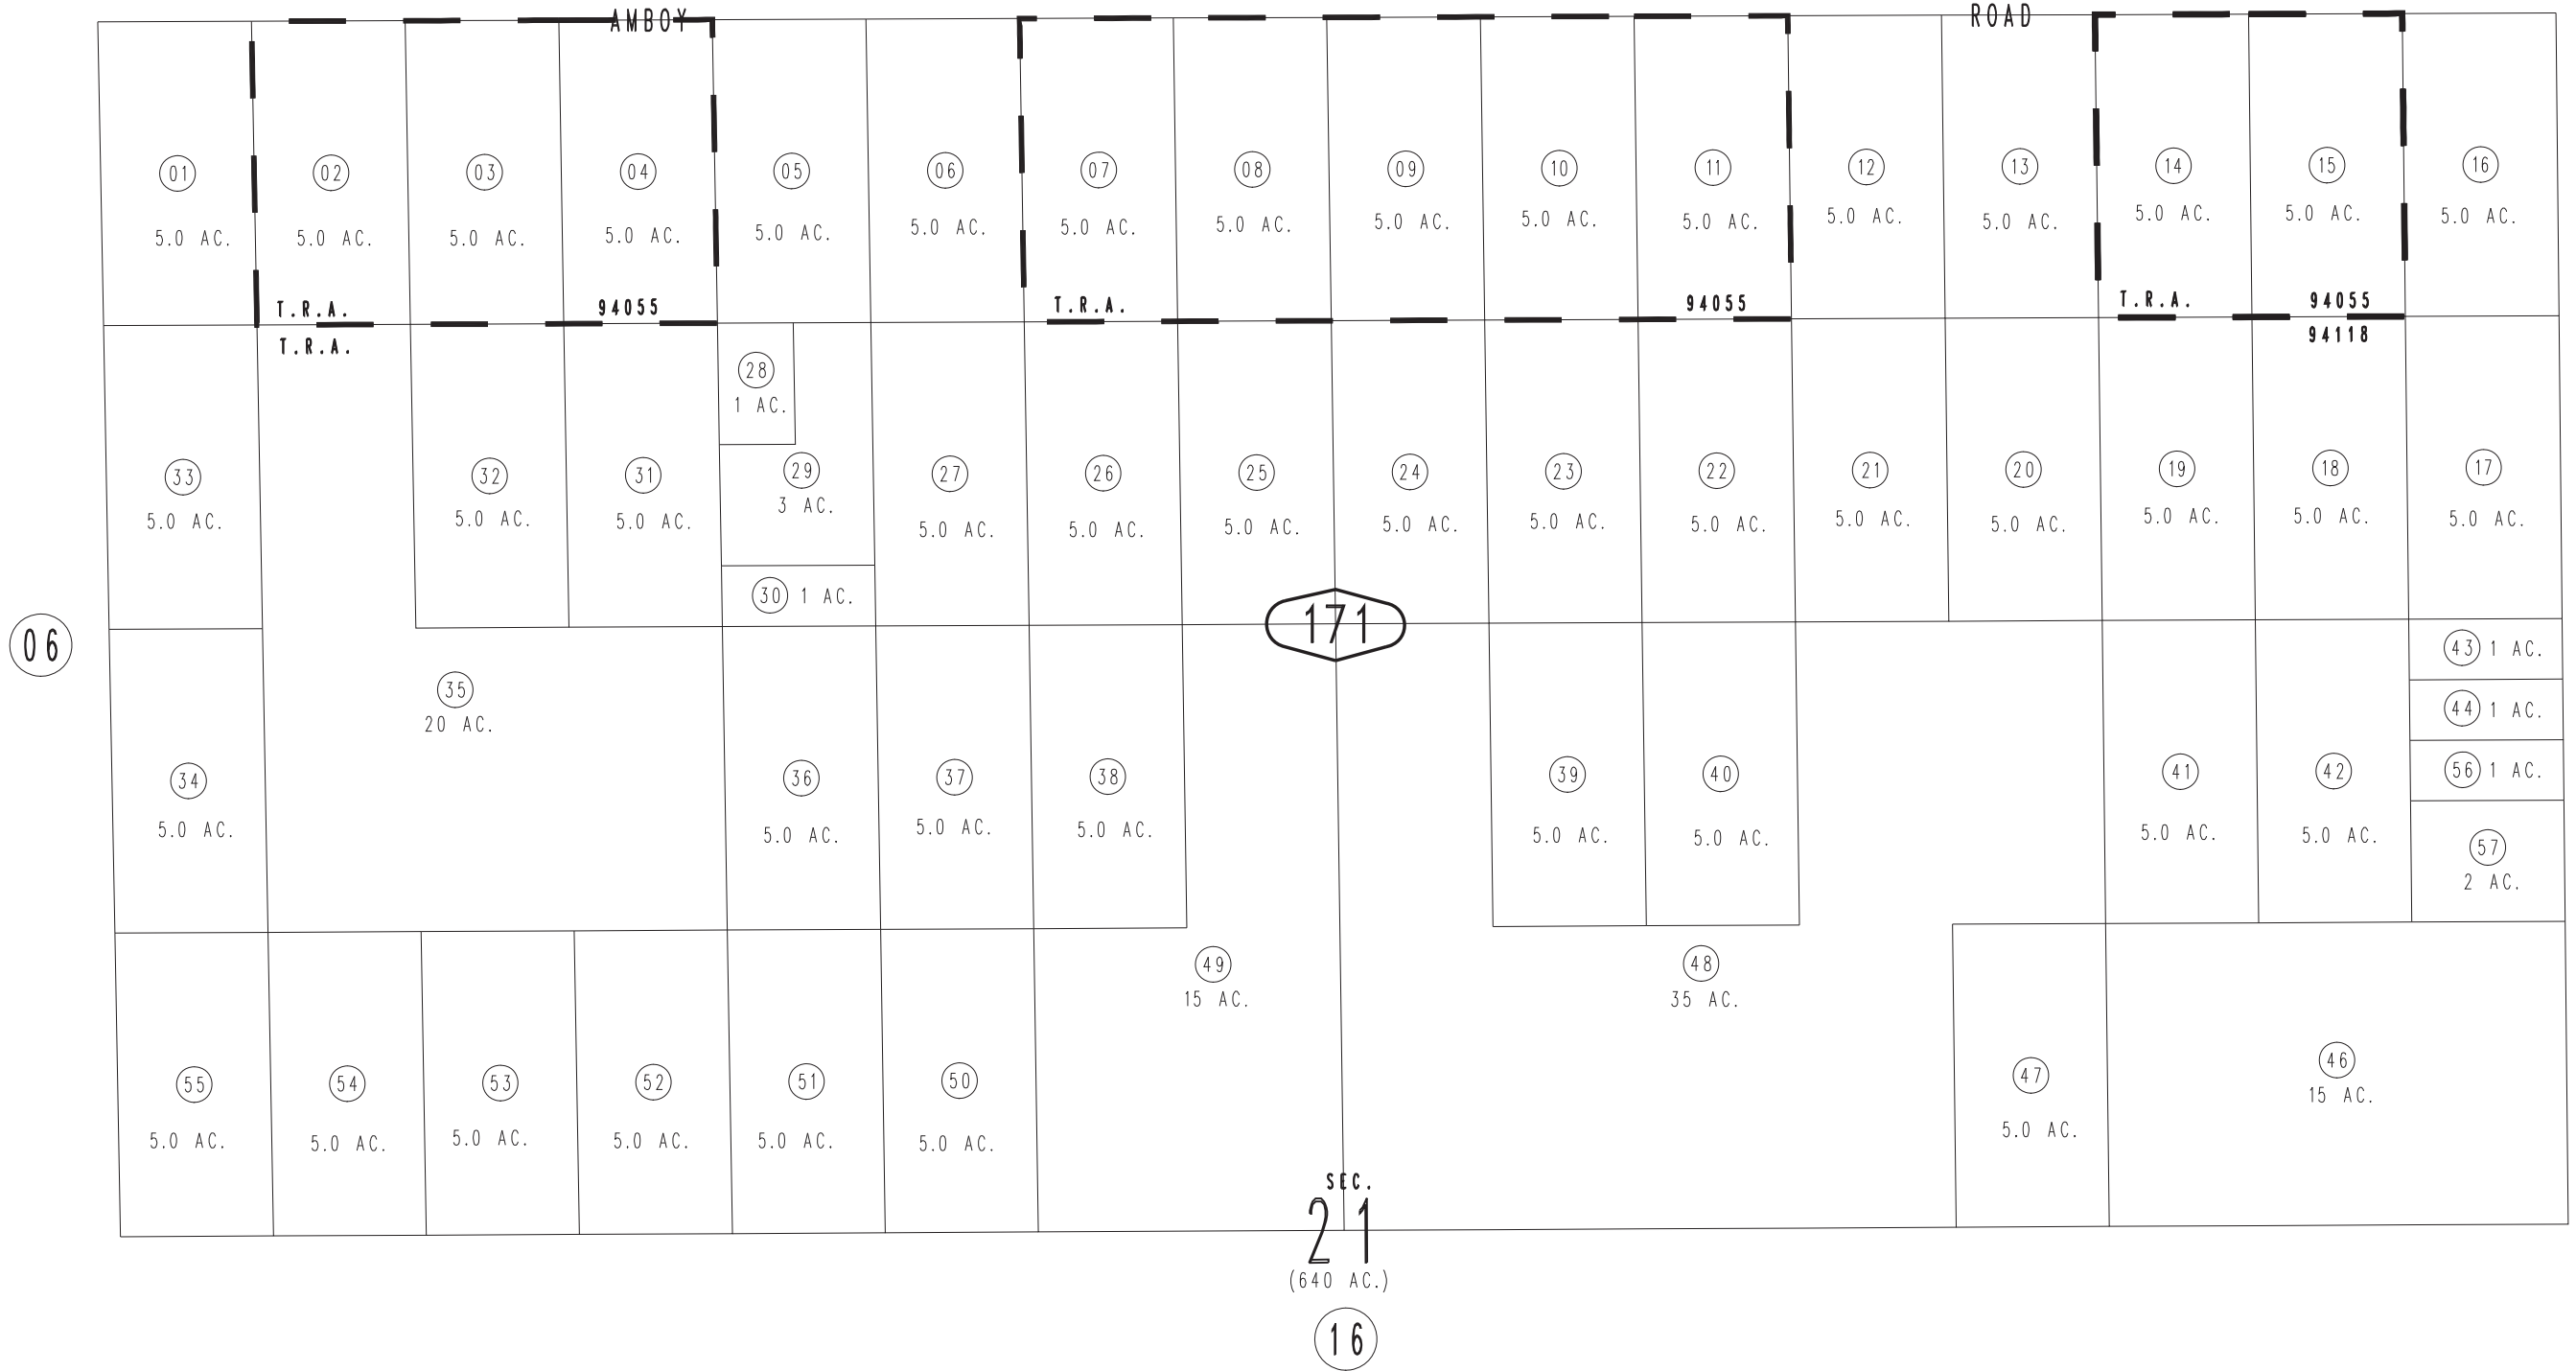 AMBOY ROAD
01 02 03 04 05 06 07 08 09 10 11 12 13 14 15 16
5.0 AC. 5.0 AC. 5.0 AC. 5.0 AC. 5.0 AC. 5.0 AC. 5.0 AC. 5.0 AC. 5.0 AC. 5.0 AC. 5.0 AC. 5.0 AC. 5.0 AC. 5.0 AC. 5.0 AC. 5.0 AC.
T.R.A. 94055 T.R.A. 94055 T.R.A. 94055
T.R.A. 94118
28
1 AC.
33 32 31 29 27 26 25 24 23 22 21 20 19 18 17
5.0 AC. 5.0 AC. 5.0 AC. 3 AC. 5.0 AC. 5.0 AC. 5.0 AC. 5.0 AC. 5.0 AC. 5.0 AC. 5.0 AC. 5.0 AC. 5.0 AC. 5.0 AC. 5.0 AC.
30 1 AC.
06
171
43 1 AC.
35
20 AC.
44 1 AC.
56 1 AC.
34 36 37 38 39 40 41 42
5.0 AC. 5.0 AC. 5.0 AC. 5.0 AC. 5.0 AC. 5.0 AC. 5.0 AC. 5.0 AC.
57
2 AC.
49 48
15 AC. 35 AC.
55 54 53 52 51 50 47 46
5.0 AC. 5.0 AC. 5.0 AC. 5.0 AC. 5.0 AC. 5.0 AC. 5.0 AC. 15 AC.
SEC.
21
(640 AC.)
16